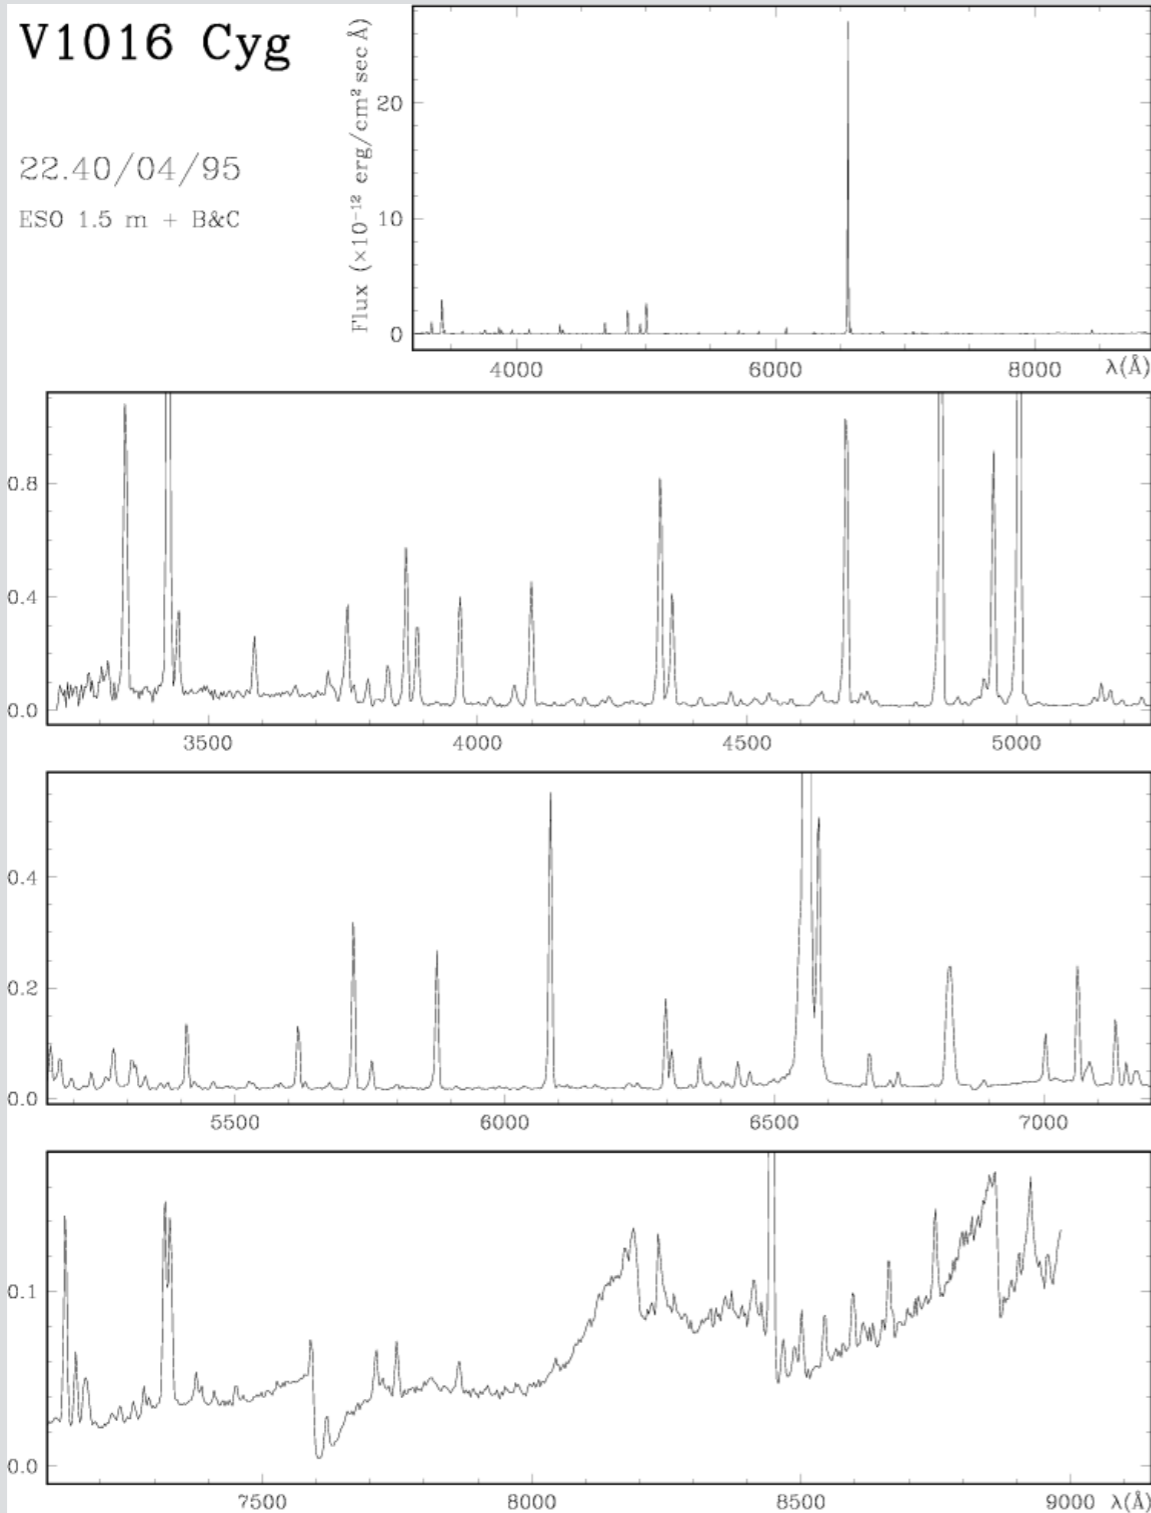 V1016 Cyg
22.40/04/95
ESO 1.5 m + B&C
Flux (×10⁻¹² erg/cm² sec Å)
20
10
0
4000 6000 8000 λ(Å)
0.8
0.4
0.0
3500 4000 4500 5000
0.4
0.2
0.0
5500 6000 6500 7000
0.1
0.0
7500 8000 8500 9000 λ(Å)